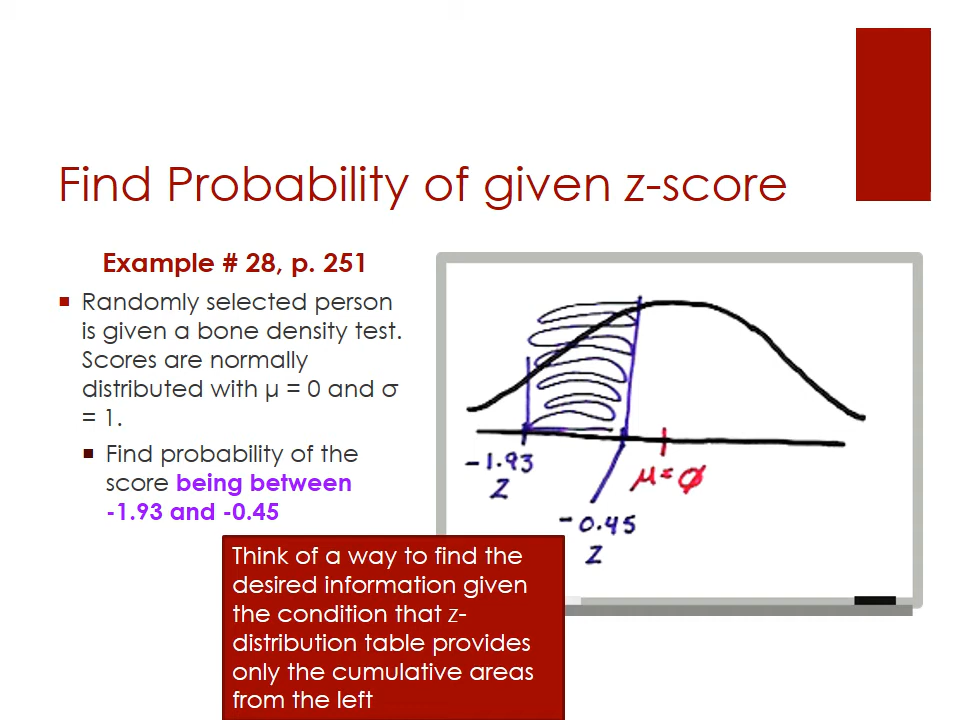 Find Probability of given z-score
Example # 28, p. 251
Randomly selected person
is given a bone density test.
Scores are normally
distributed with μ = 0 and σ
= 1.
Find probability of the
score being between
-1.93 and -0.45
-1.93
Z
μ = ϕ
-0.45
Z
Think of a way to find the
desired information given
the condition that z-
distribution table provides
only the cumulative areas
from the left